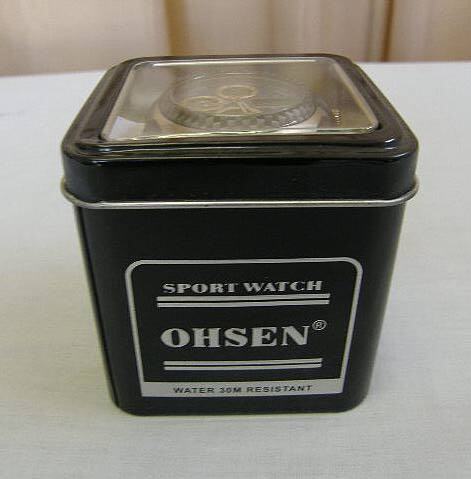 SPORT WATCH
OHSEN®
WATER 30M RESISTANT